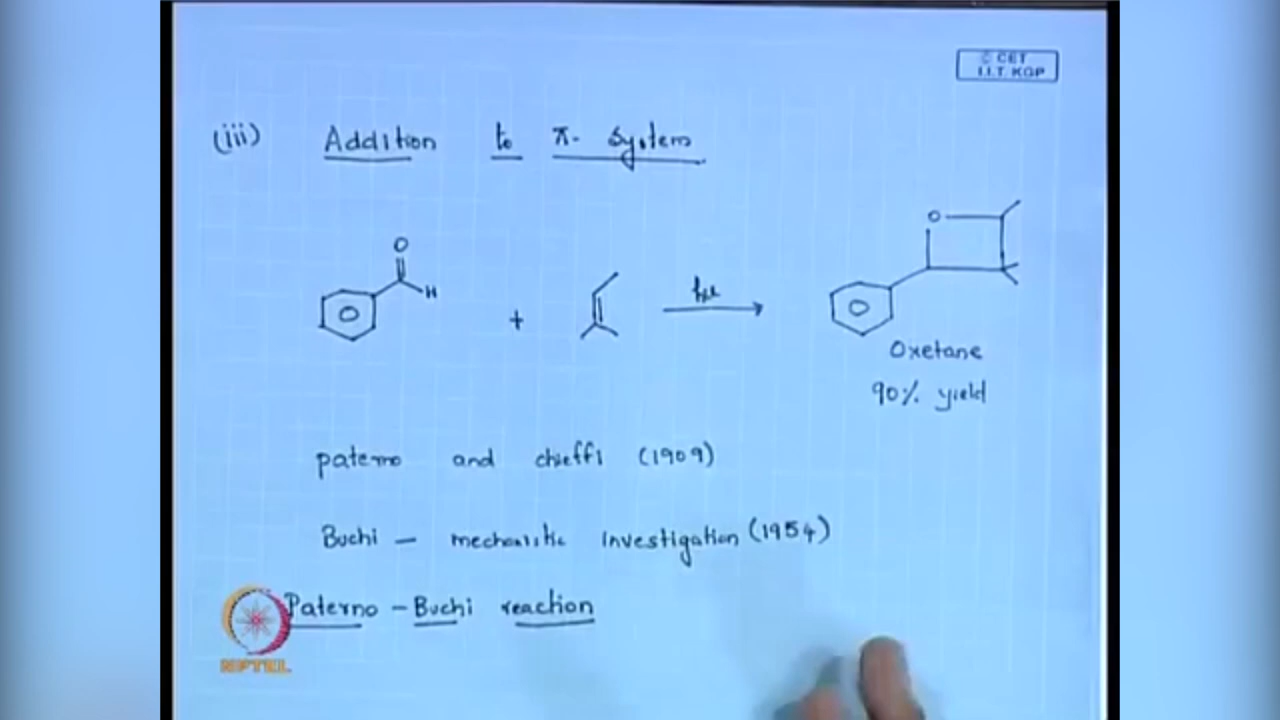 © CET
I.I.T. KGP
(iii) Addition to π- System
O
H
+
hν
O
Oxetane
90% yield
paterno and chieffi (1909)
Buchi — mechanistic investigation (1954)
Paterno – Buchi reaction
NPTEL